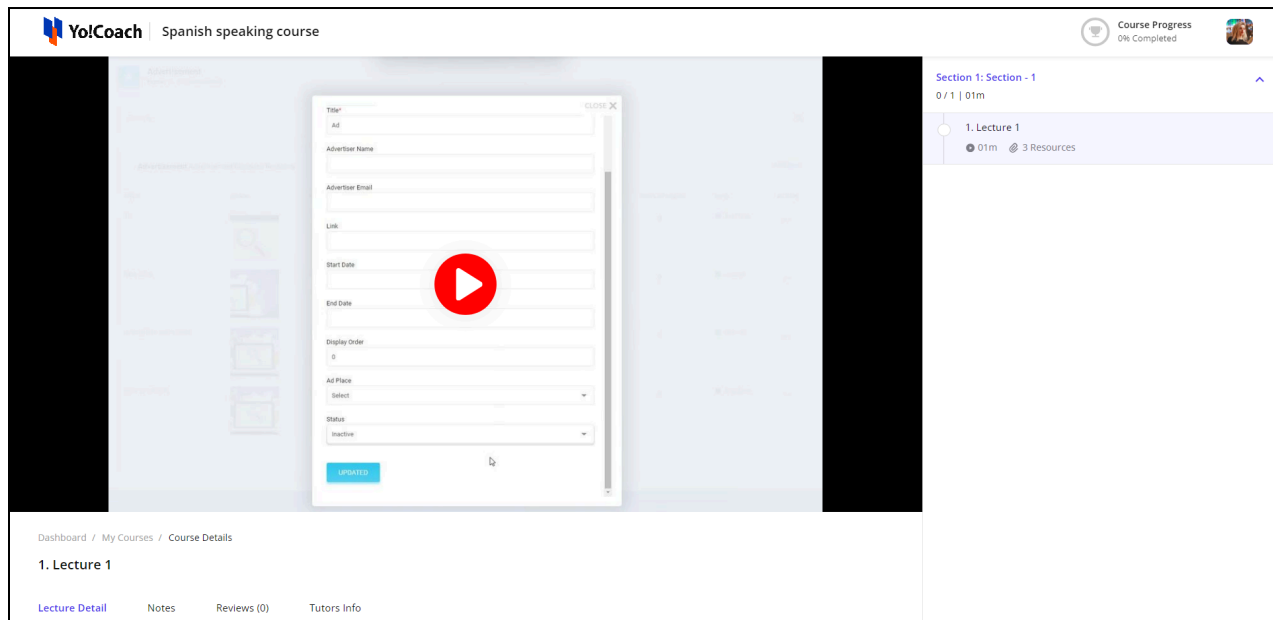 Yo!Coach Spanish speaking course
Course Progress
0% Completed
CLOSE X
Title*
Ad
Advertiser Name
Advertiser Email
Link
Start Date
End Date
Display Order
0
Ad Place
Select
Status
Inactive
UPDATED
Section 1: Section - 1
0 / 1 | 01m
1. Lecture 1
01m 3 Resources
Dashboard / My Courses / Course Details
1. Lecture 1
Lecture Detail Notes Reviews (0) Tutors Info